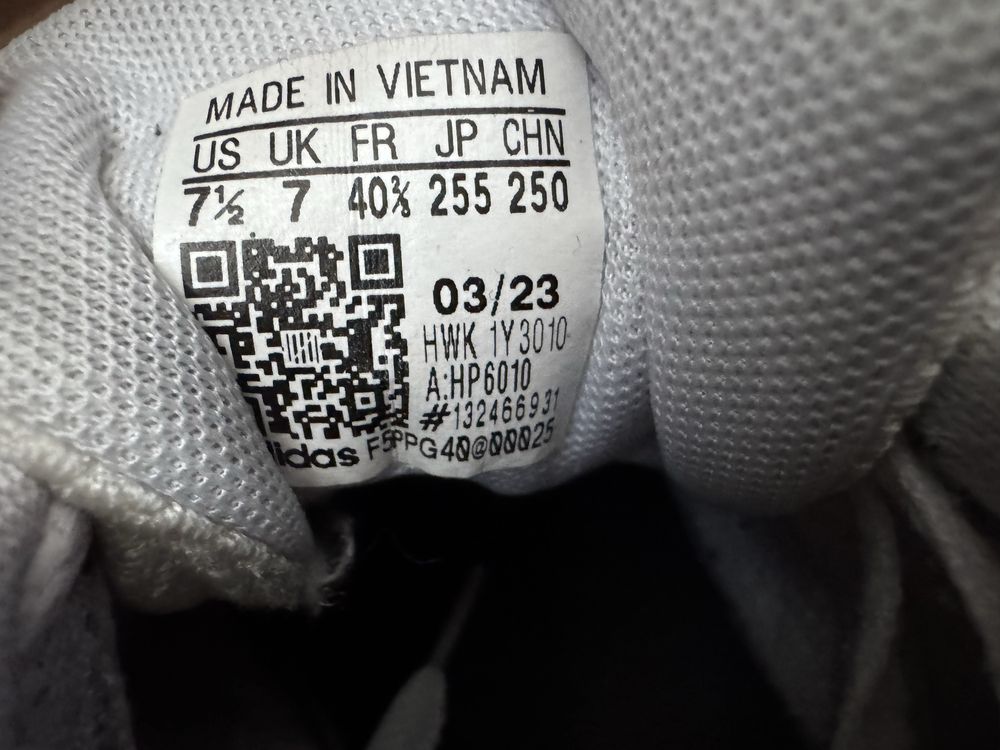 MADE IN VIETNAM
US UK FR JP CHN
7½ 7 40⅔ 255 250
03/23
HWK 1Y3010
A:HP6010
#132466931
adidas